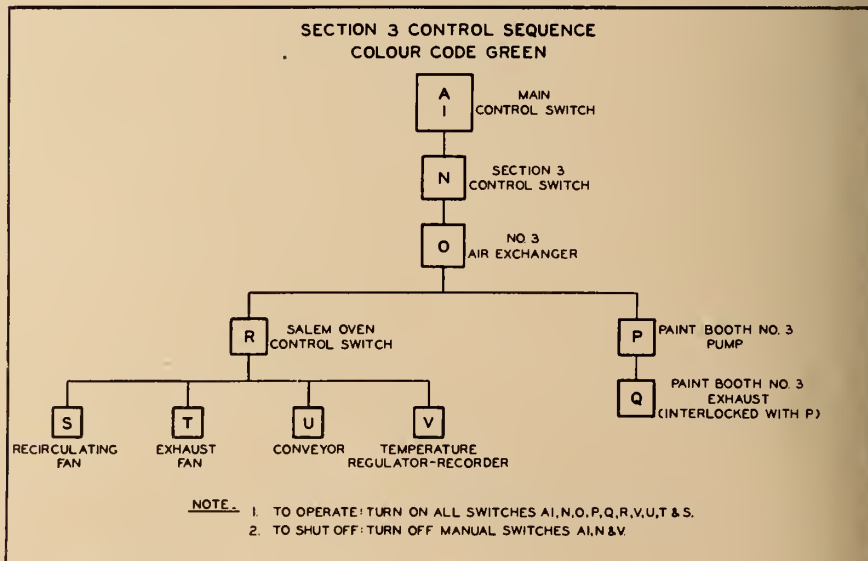 SECTION 3 CONTROL SEQUENCE
COLOUR CODE GREEN
A
I
MAIN
CONTROL SWITCH
N
SECTION 3
CONTROL SWITCH
O
NO. 3
AIR EXCHANGER
R
SALEM OVEN
CONTROL SWITCH
P
PAINT BOOTH NO. 3
PUMP
Q
PAINT BOOTH NO. 3
EXHAUST
(INTERLOCKED WITH P)
S
RECIRCULATING
FAN
T
EXHAUST
FAN
U
CONVEYOR
V
TEMPERATURE
REGULATOR-RECORDER
NOTE. 1. TO OPERATE: TURN ON ALL SWITCHES AI,N,O,P,Q,R,V,U,T & S.
2. TO SHUT OFF: TURN OFF MANUAL SWITCHES AI,N & V.